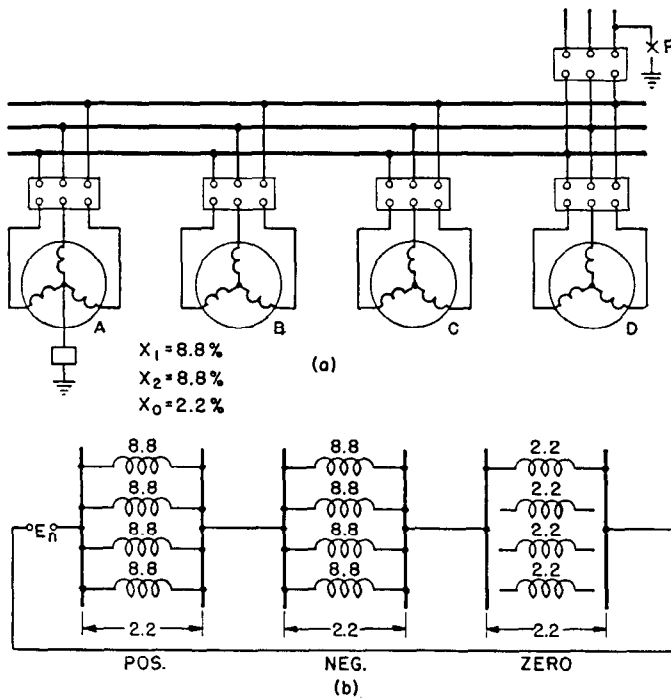 F
A
B
C
D
X₁=8.8%
X₂=8.8%
X₀=2.2%
(a)
8.8
8.8
8.8
8.8
2.2
POS.
Eₙ
8.8
8.8
8.8
8.8
2.2
NEG.
2.2
2.2
2.2
2.2
2.2
ZERO
(b)